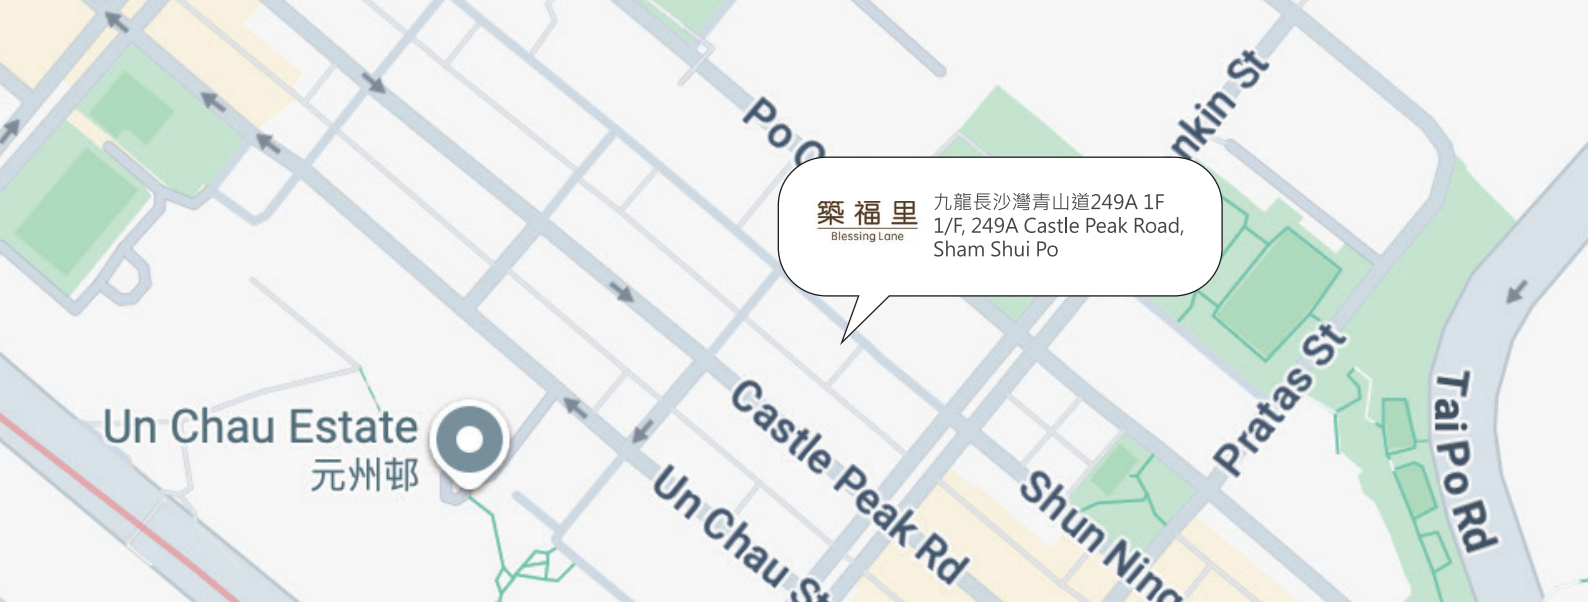 Po
nkin St
築福里
Blessing Lane
九龍長沙灣青山道249A 1F
1/F, 249A Castle Peak Road,
Sham Shui Po
Un Chau Estate
元州邨
Castle Peak Rd
Un Chau St
Shun Ning
Pratas St
Tai Po Rd